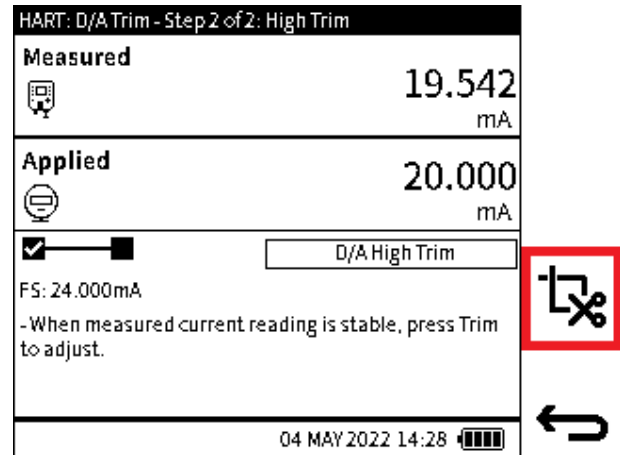 HART: D/A Trim - Step 2 of 2: High Trim
Measured
19.542
mA
Applied
20.000
mA
D/A High Trim
FS: 24.000mA
-When measured current reading is stable, press Trim
to adjust.
04 MAY 2022 14:28